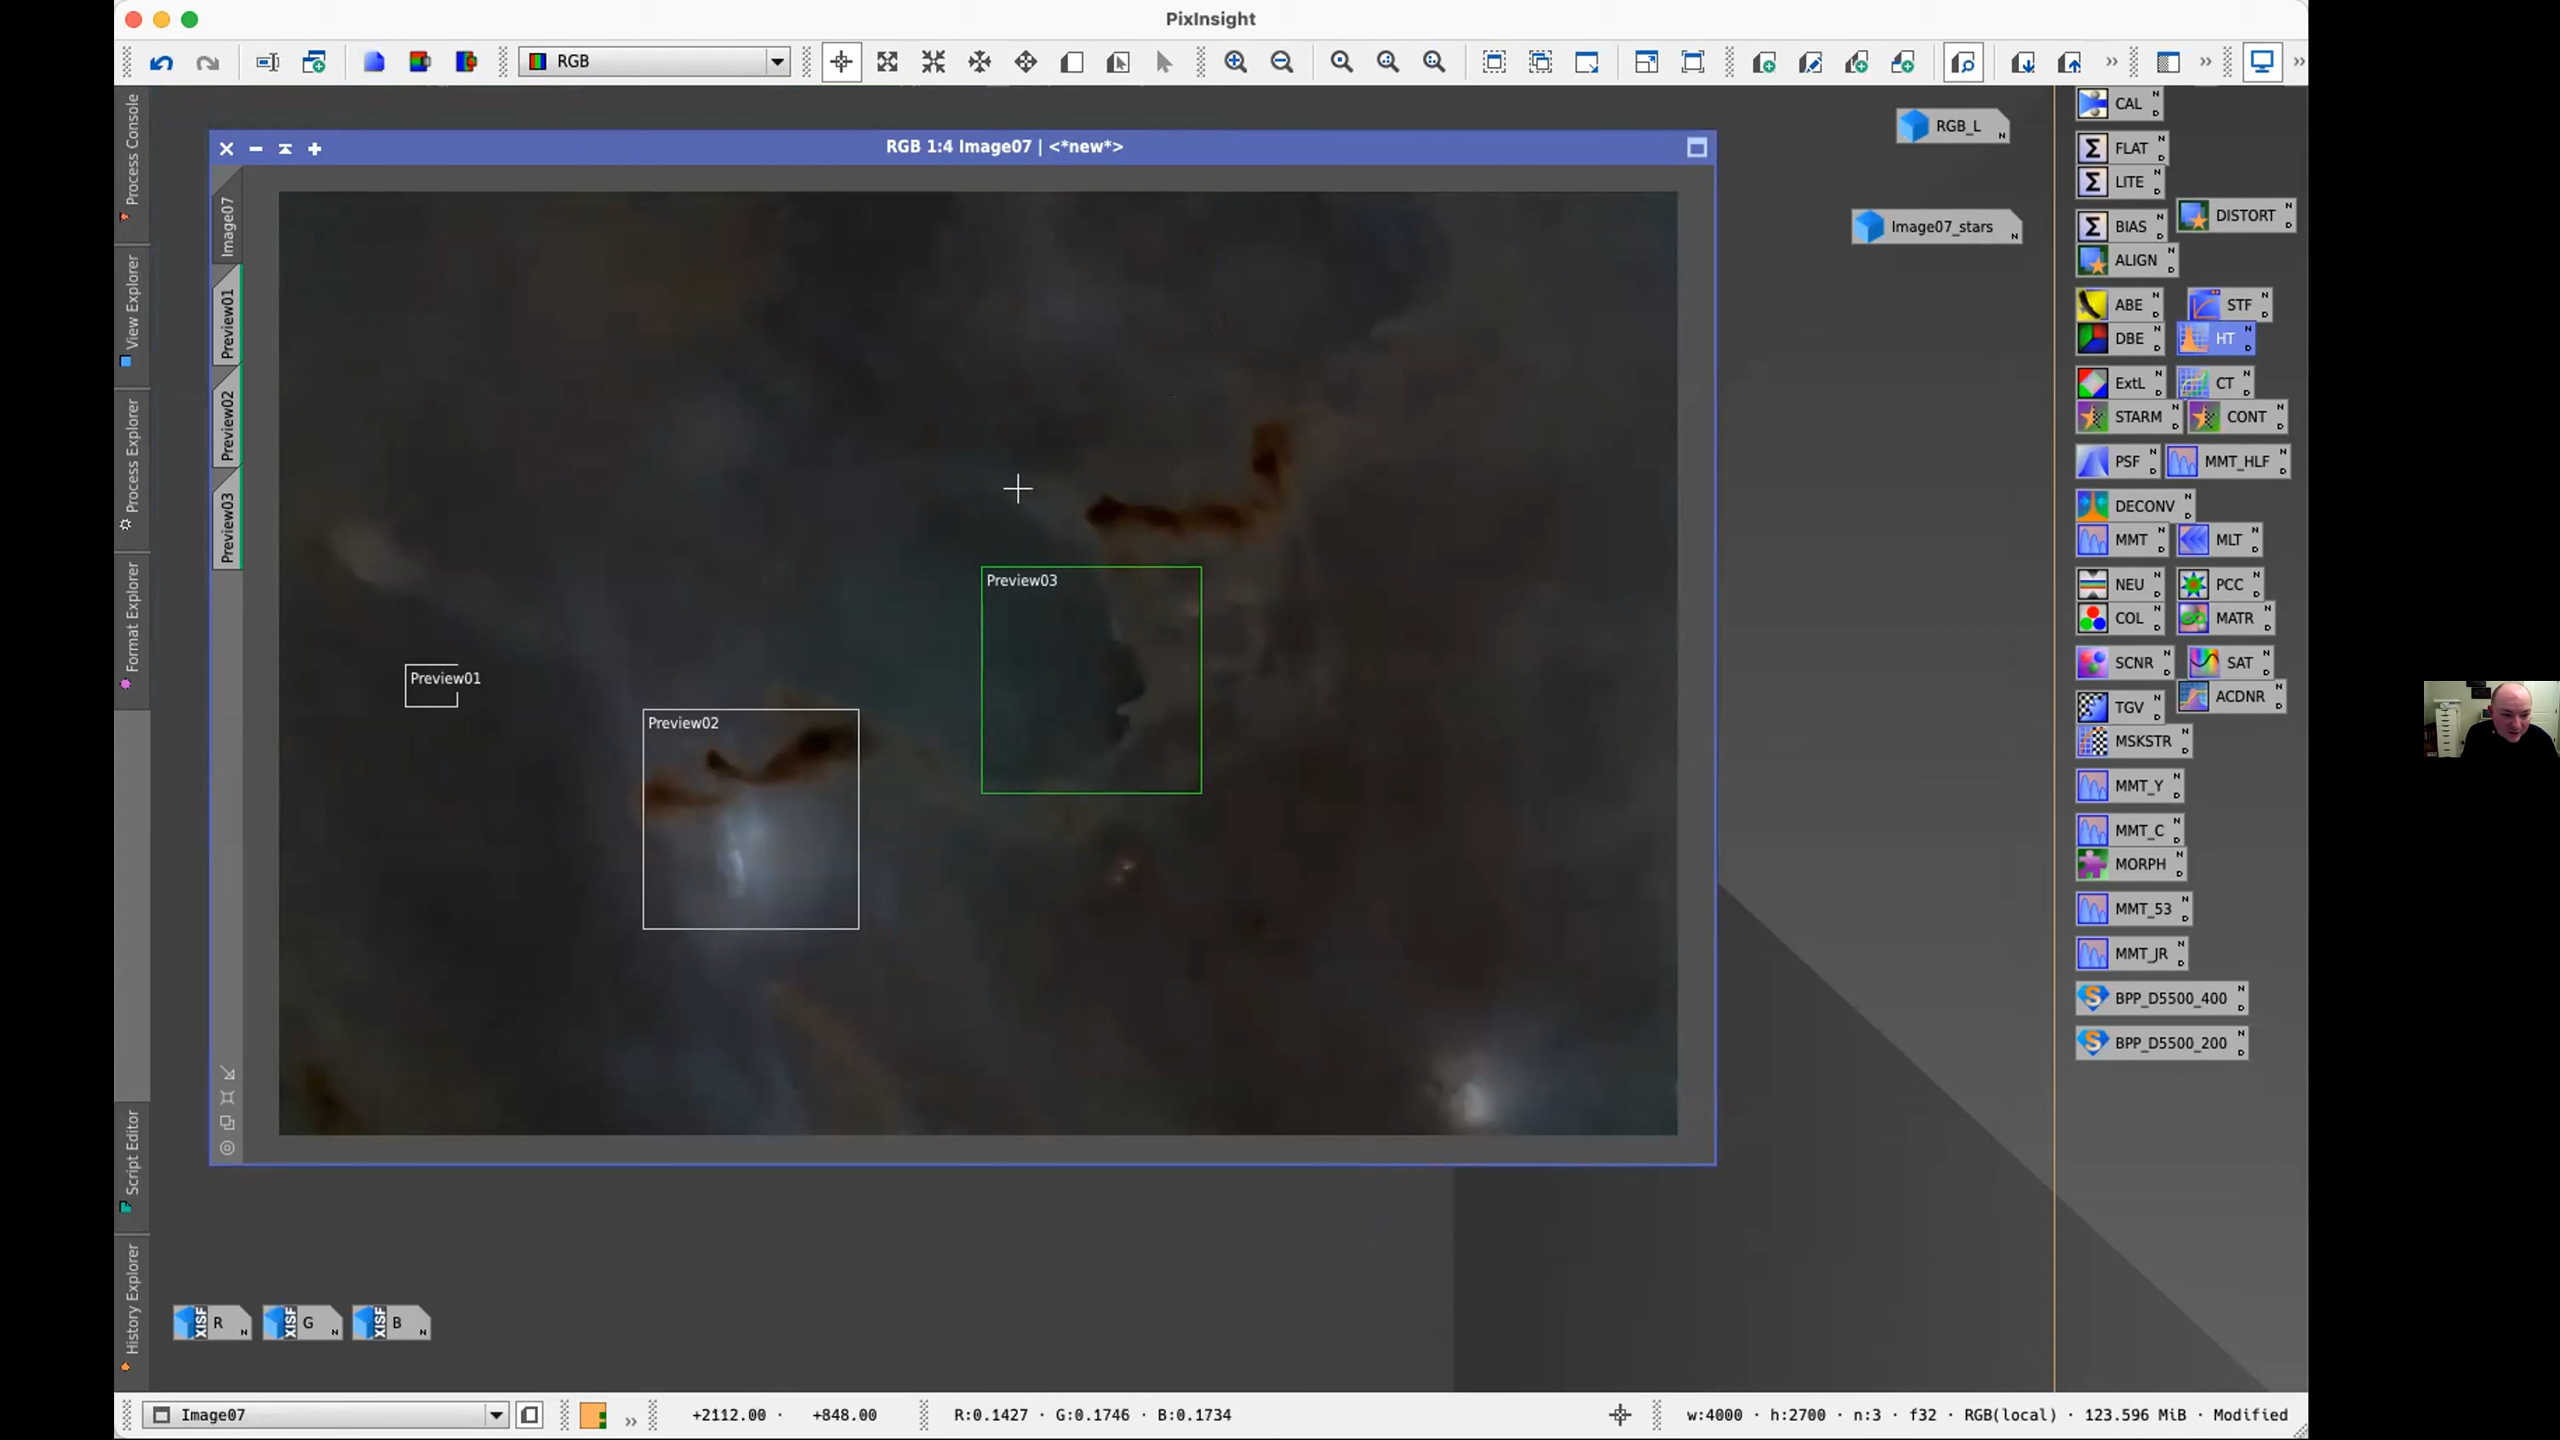 PixInsight
RGB
Process Console
View Explorer
Process Explorer
Format Explorer
Script Editor
History Explorer
RGB 1:4 Image07 | <*new*>
Image07
Preview01
Preview02
Preview03
Preview01
Preview02
Preview03
RGB_L N
Image07_stars N
CAL N D
FLAT N D
LITE N D
BIAS N D
DISTORT N D
ALIGN N D
ABE N D
STF N D
DBE N D
HT N D
ExtL N D
CT N D
STARM N D
CONT N D
PSF N D
MMT_HLF N D
DECONV N D
MMT N D
MLT N D
NEU N D
PCC N D
COL N D
MATR N D
SCNR N D
SAT N D
ACDNR N D
TGV N D
MSKSTR N D
MMT_Y N D
MMT_C N D
MORPH N D
MMT_53 N D
MMT_JR N D
BPP_D5500_400 N D
BPP_D5500_200 N D
XISF R N
XISF G N
XISF B N
Image07
+2112.00 · +848.00
R:0.1427 · G:0.1746 · B:0.1734
w:4000 · h:2700 · n:3 · f32 · RGB(local) · 123.596 MiB · Modified